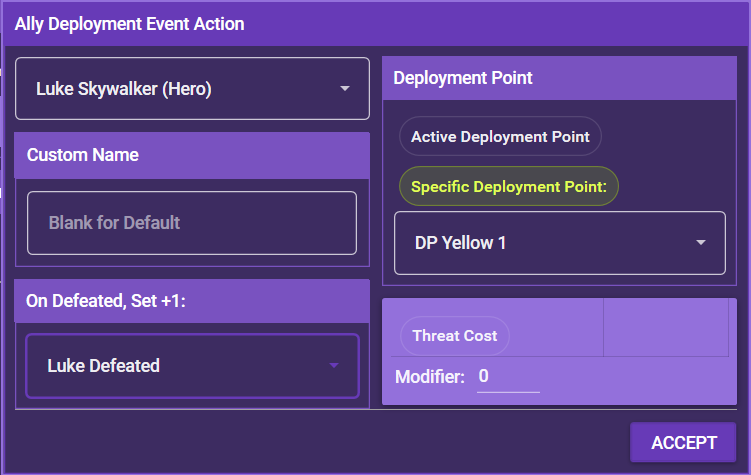 Ally Deployment Event Action
Luke Skywalker (Hero)
Custom Name
Blank for Default
On Defeated, Set +1:
Luke Defeated
Deployment Point
Active Deployment Point
Specific Deployment Point:
DP Yellow 1
Threat Cost
Modifier: 0
ACCEPT